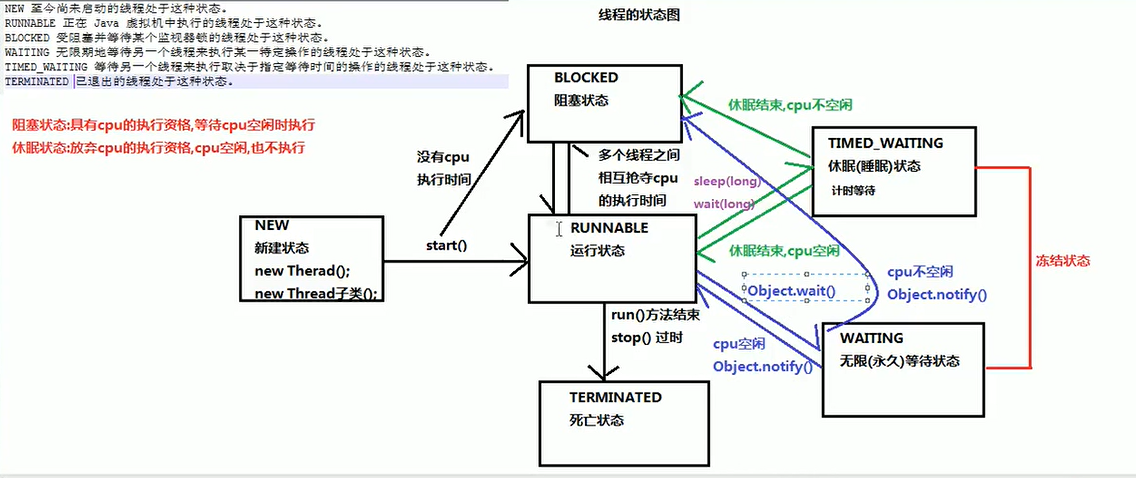 NEW 至今尚未启动的线程处于这种状态。
RUNNABLE 正在 Java 虚拟机中执行的线程处于这种状态。
BLOCKED 受阻塞并等待某个监视器锁的线程处于这种状态。
WAITING 无限期地等待另一个线程来执行某一特定操作的线程处于这种状态。
TIMED_WAITING 等待另一个线程来执行取决于指定等待时间的操作的线程处于这种状态。
TERMINATED 已退出的线程处于这种状态。
线程的状态图
阻塞状态:具有cpu的执行资格,等待cpu空闲时执行
休眠状态:放弃cpu的执行资格,cpu空闲,也不执行
BLOCKED
阻塞状态
休眠结束,cpu不空闲
没有cpu
执行时间
多个线程之间
相互抢夺cpu
的执行时间
TIMED_WAITING
休眠(睡眠)状态
计时等待
sleep(long)
wait(long)
NEW
新建状态
new Therad();
new Thread子类();
start()
RUNNABLE
运行状态
休眠结束,cpu空闲
冻结状态
Object.wait()
cpu不空闲
Object.notify()
run()方法结束
stop() 过时
cpu空闲
Object.notify()
WAITING
无限(永久)等待状态
TERMINATED
死亡状态